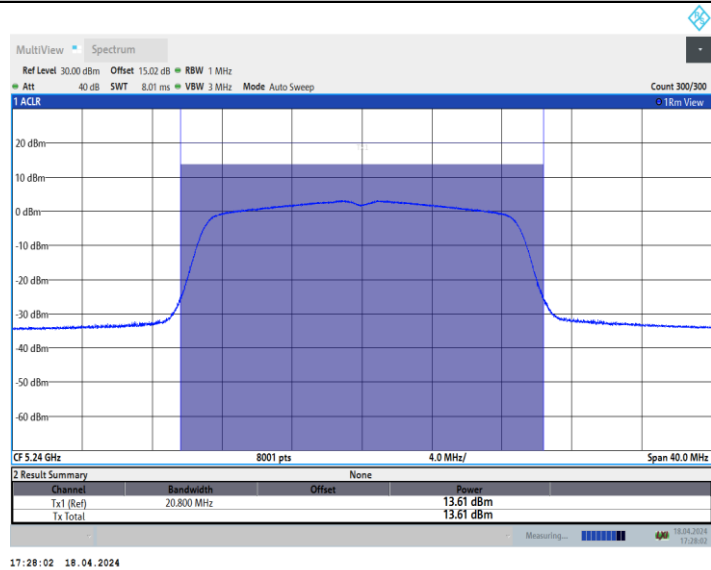 MultiView Spectrum
Ref Level 30.00 dBm Offset 15.02 dB RBW 1 MHz
Att 40 dB SWT 8.01 ms VBW 3 MHz Mode Auto Sweep Count 300/300
1 ACLR 1Rm View
20 dBm
10 dBm
0 dBm
-10 dBm
-20 dBm
-30 dBm
-40 dBm
-50 dBm
-60 dBm
CF 5.24 GHz 8001 pts 4.0 MHz/ Span 40.0 MHz
2 Result Summary None
Channel Bandwidth Offset Power
Tx1 (Ref) 20.800 MHz 13.61 dBm
Tx Total 13.61 dBm
Measuring... 18.04.2024
17:28:02
17:28:02 18.04.2024